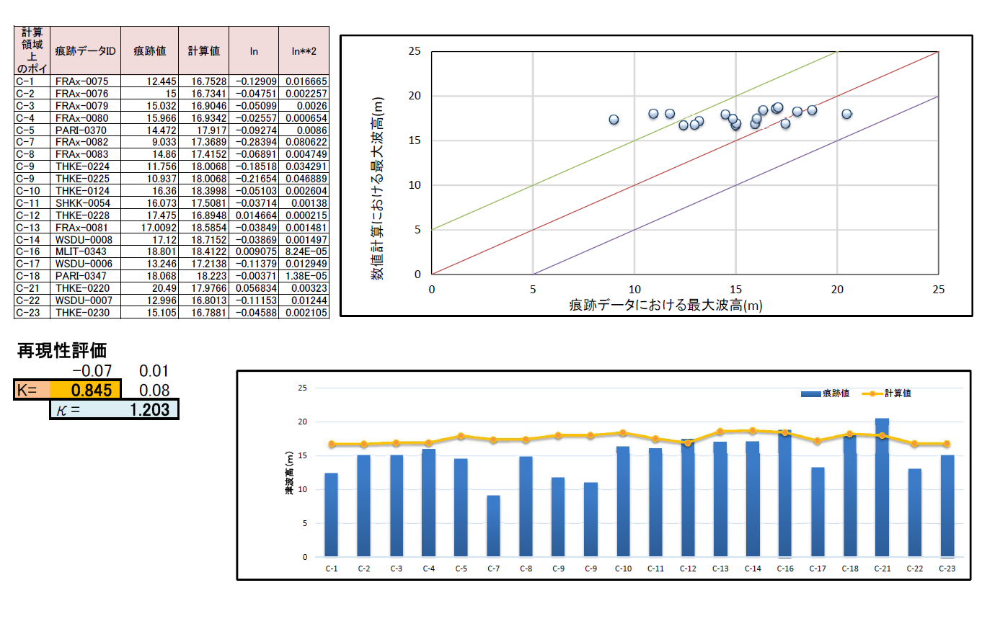 計算
領域
上
のポイ
痕跡データID 痕跡値 計算値 ln ln**2
C-1 FRAx-0075 12.445 16.7528 -0.12909 0.016665
C-2 FRAx-0076 15 16.7341 -0.04751 0.002257
C-3 FRAx-0079 15.032 16.9046 -0.05099 0.0026
C-4 FRAx-0080 15.966 16.9342 -0.02557 0.000654
C-5 PARI-0370 14.472 17.917 -0.09274 0.0086
C-7 FRAx-0082 9.033 17.3689 -0.28394 0.080622
C-8 FRAx-0083 14.86 17.4152 -0.06891 0.004749
C-9 THKE-0224 11.756 18.0068 -0.18518 0.034291
C-9 THKE-0225 10.937 18.0068 -0.21654 0.046889
C-10 THKE-0124 16.36 18.3998 -0.05103 0.002604
C-11 SHKK-0054 16.073 17.5081 -0.03714 0.00138
C-12 THKE-0228 17.475 16.8948 0.014664 0.000215
C-13 FRAx-0081 17.0092 18.5854 -0.03849 0.001481
C-14 WSDU-0008 17.12 18.7152 -0.03869 0.001497
C-16 MLIT-0343 18.801 18.4122 0.009075 8.24E-05
C-17 WSDU-0006 13.246 17.2138 -0.11379 0.012949
C-18 PARI-0347 18.068 18.223 -0.00371 1.38E-05
C-21 THKE-0220 20.49 17.9766 0.056834 0.00323
C-22 WSDU-0007 12.996 16.8013 -0.11153 0.01244
C-23 THKE-0230 15.105 16.7881 -0.04588 0.002105
数値計算における最大波高(m)
25
20
15
10
5
0
0 5 10 15 20 25
痕跡データにおける最大波高(m)
再現性評価
-0.07 0.01
K= 0.845 0.08
κ= 1.203
津波高(m)
痕跡値 計算値
25
20
15
10
5
0
C-1 C-2 C-3 C-4 C-5 C-7 C-8 C-9 C-9 C-10 C-11 C-12 C-13 C-14 C-16 C-17 C-18 C-21 C-22 C-23